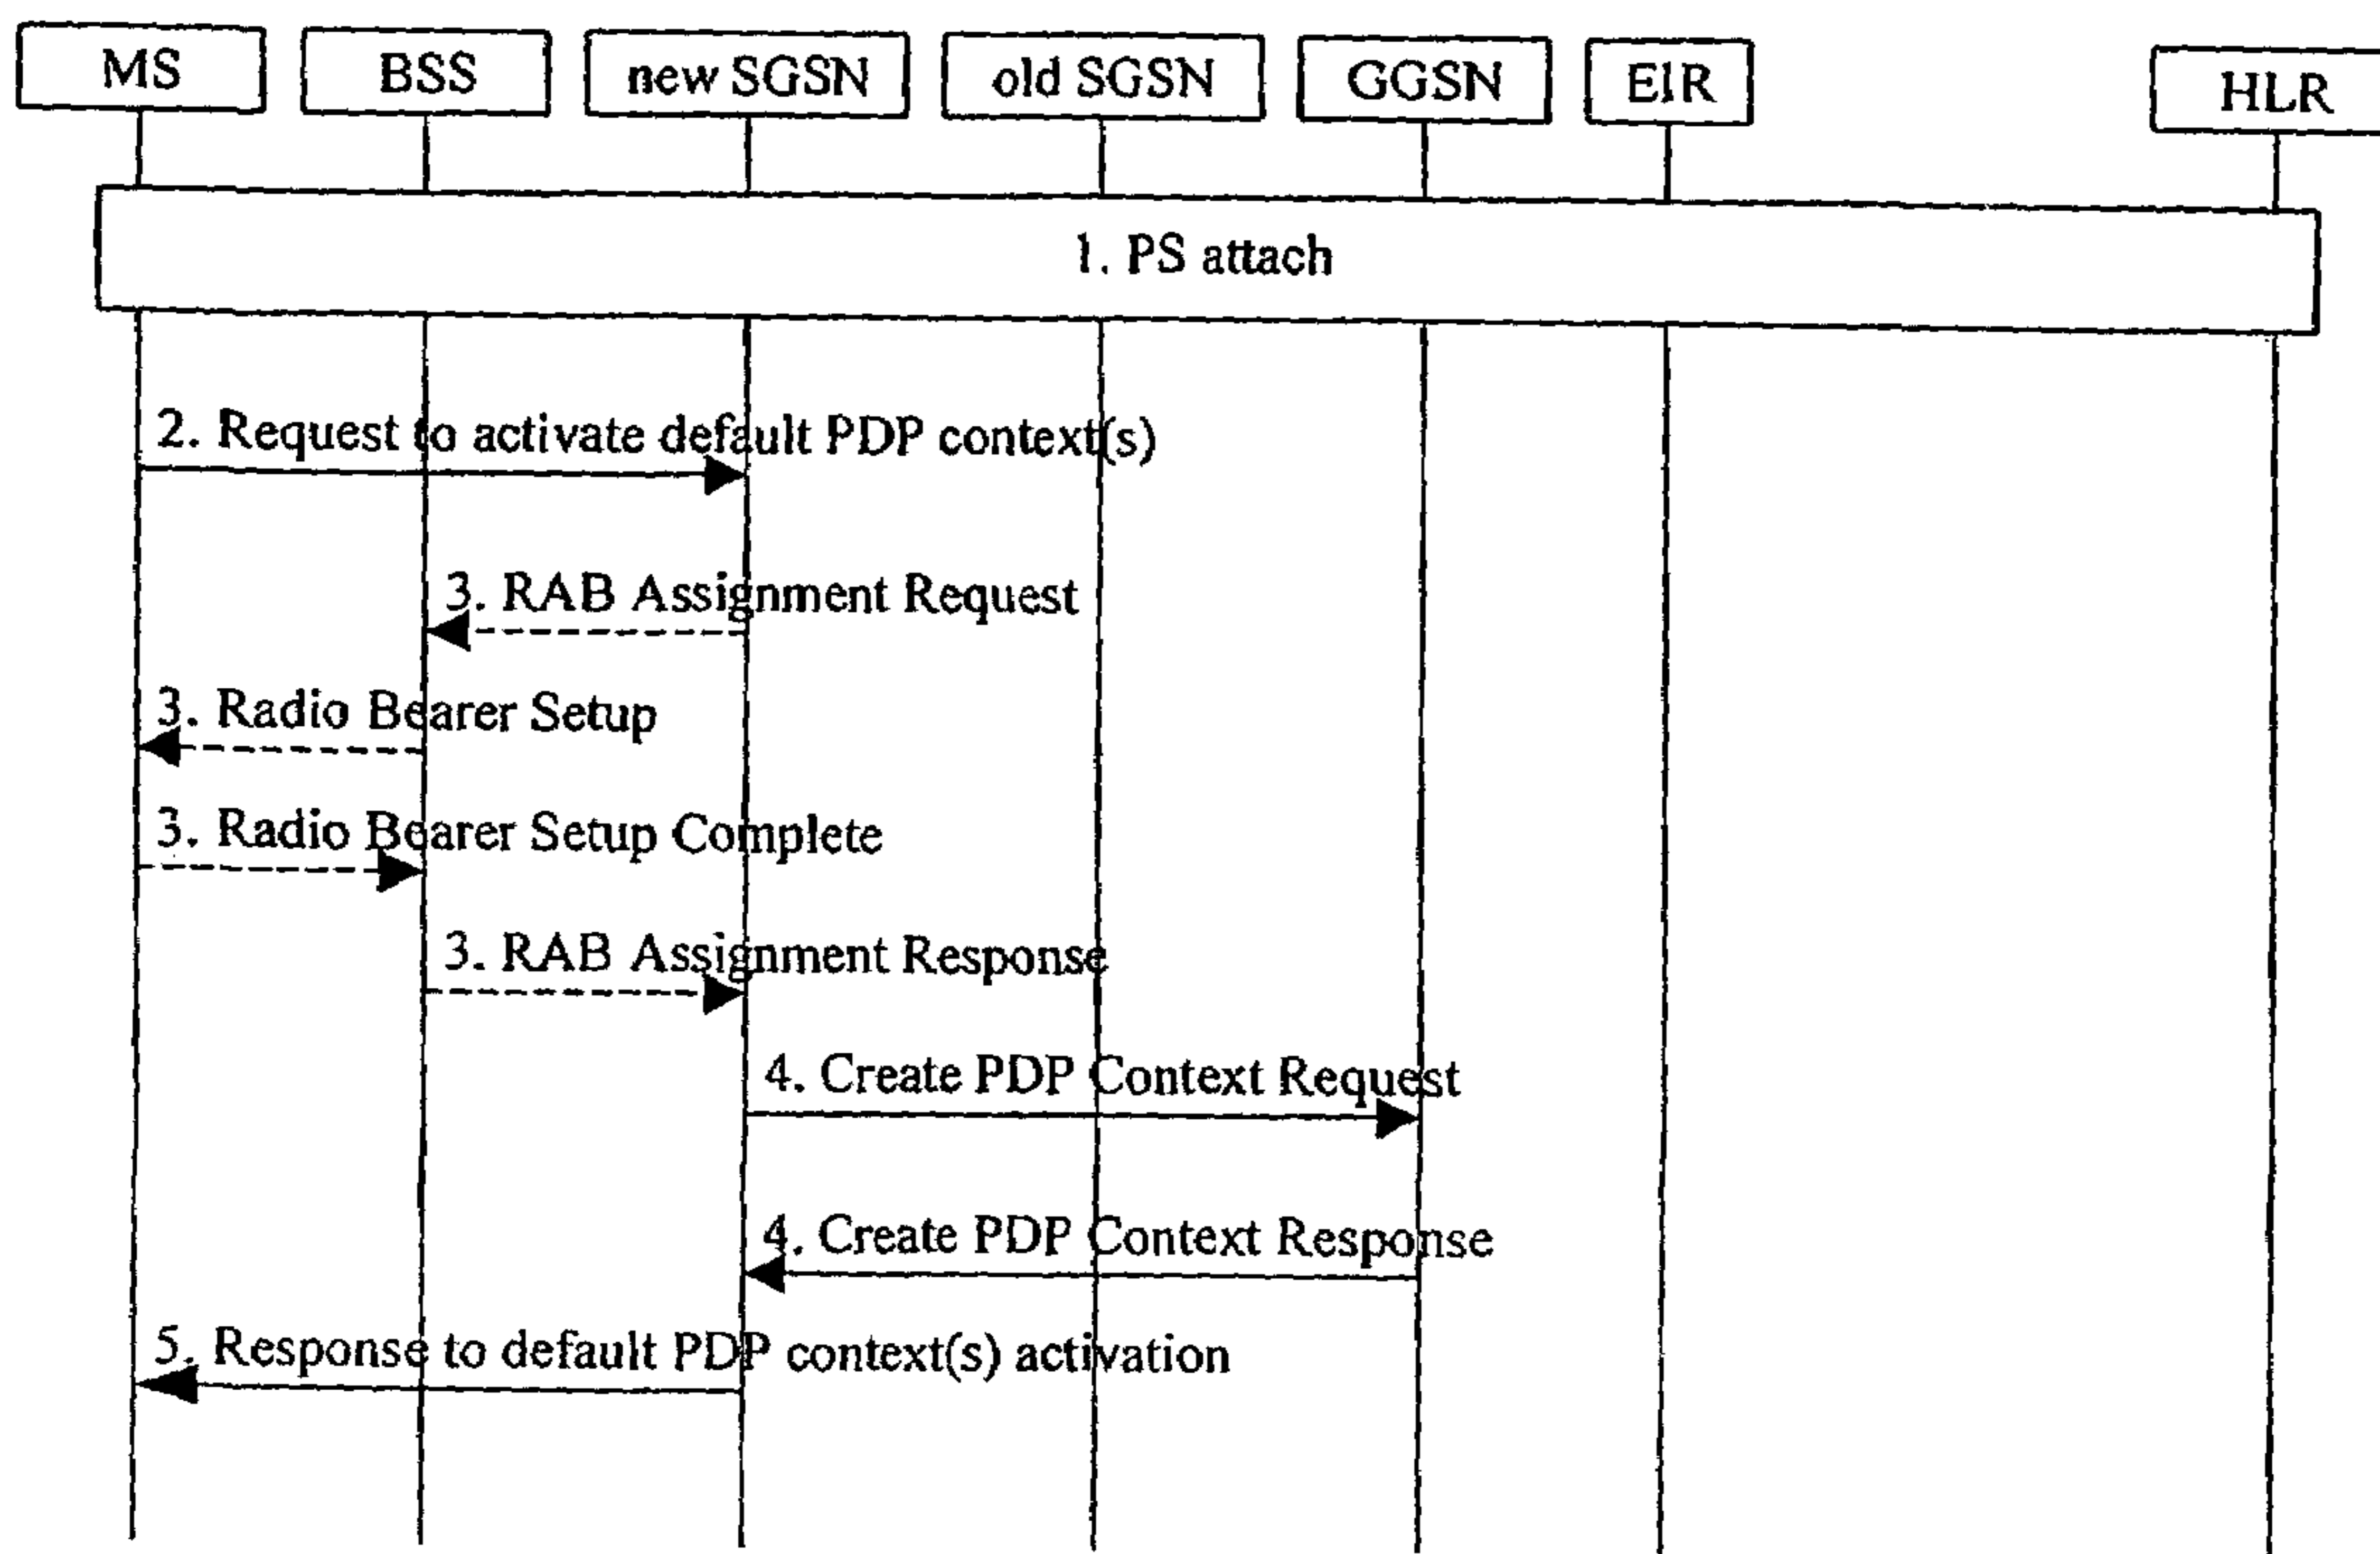 MS
BSS
new SGSN
old SGSN
GGSN
EIR
HLR
1. PS attach
2. Request to activate default PDP context(s)
3. RAB Assignment Request
3. Radio Bearer Setup
3. Radio Bearer Setup Complete
3. RAB Assignment Response
4. Create PDP Context Request
4. Create PDP Context Response
5. Response to default PDP context(s) activation